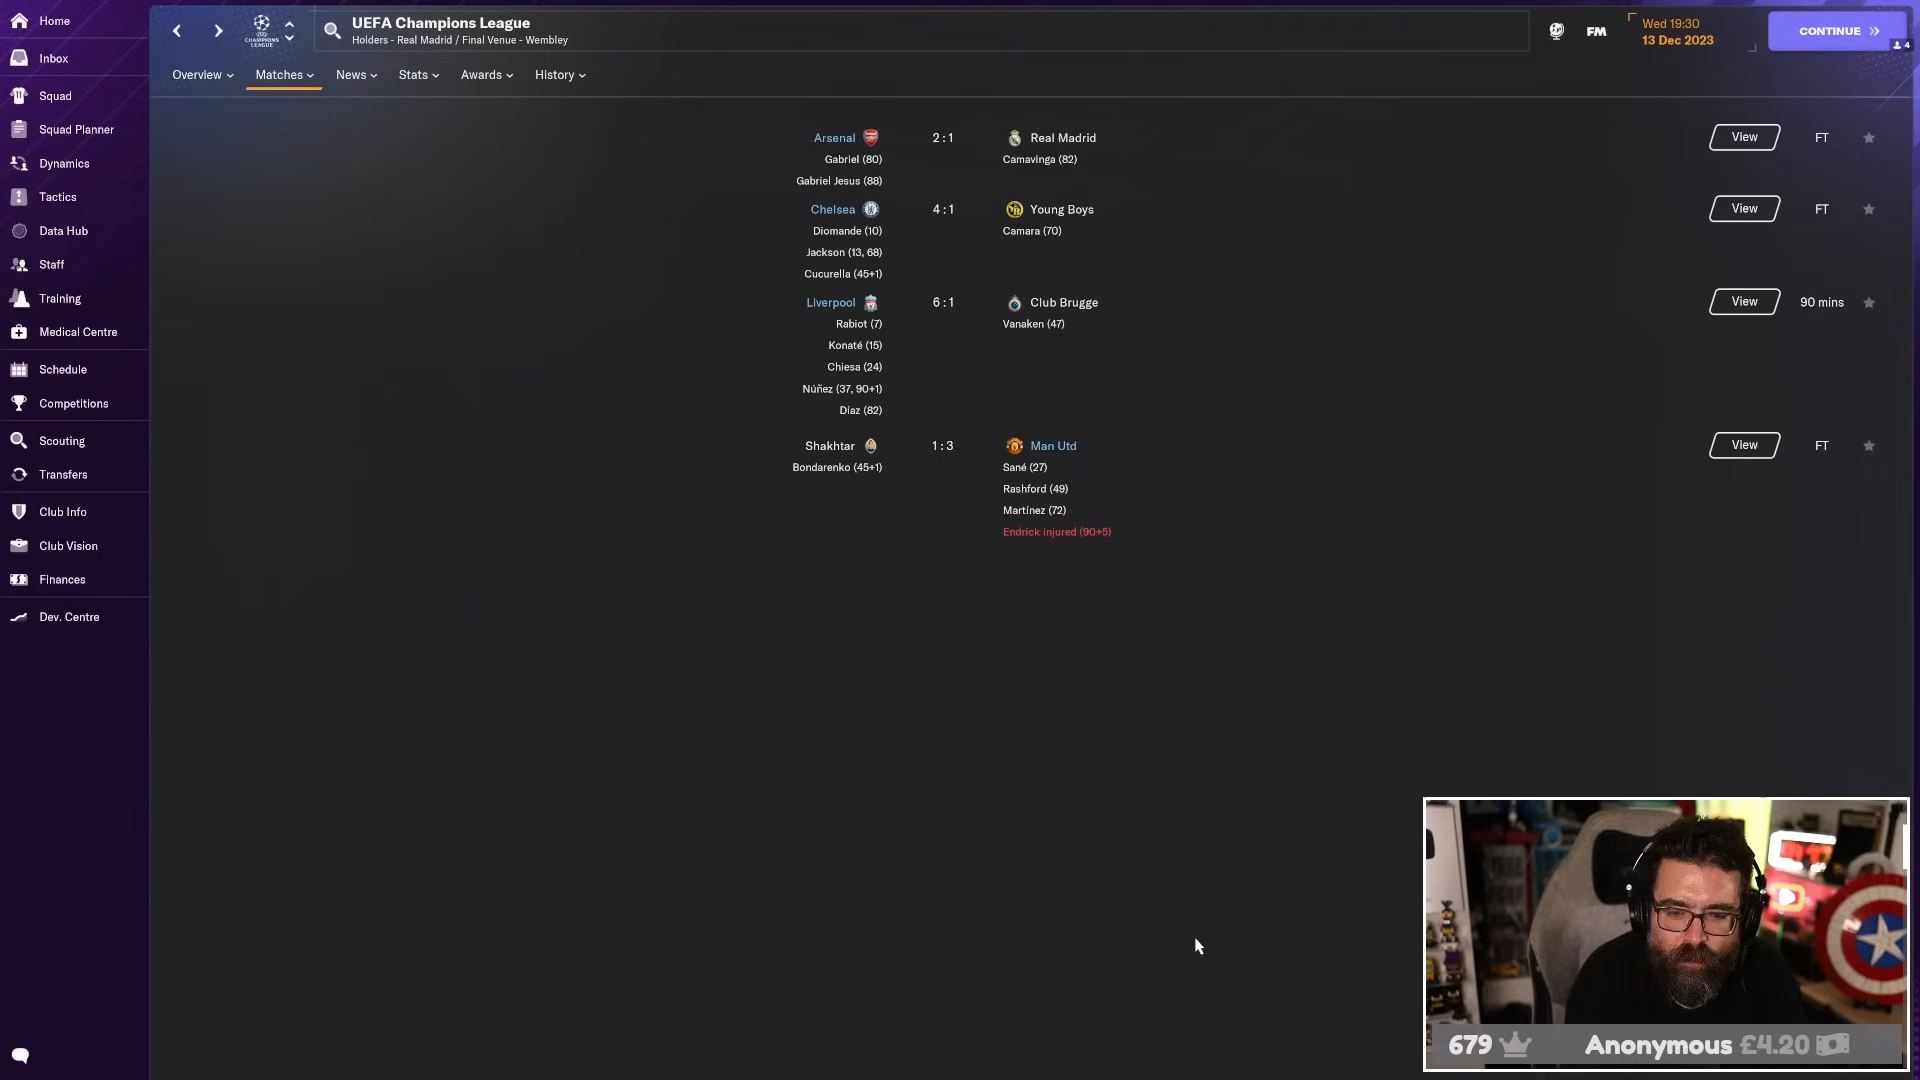 Home
Inbox
Squad
Squad Planner
Dynamics
Tactics
Data Hub
Staff
Training
Medical Centre
Schedule
Competitions
Scouting
Transfers
Club Info
Club Vision
Finances
Dev. Centre
CHAMPIONS LEAGUE
UEFA Champions League
Holders - Real Madrid / Final Venue - Wembley
FM
Wed 19:30
13 Dec 2023
CONTINUE
4
Overview Matches News Stats Awards History
Arsenal 2 : 1 Real Madrid View FT
Gabriel (80) Camavinga (82)
Gabriel Jesus (88)
Chelsea 4 : 1 Young Boys View FT
Diomande (10) Camara (70)
Jackson (13, 68)
Cucurella (45+1)
Liverpool 6 : 1 Club Brugge View 90 mins
Rabiot (7) Vanaken (47)
Konaté (15)
Chiesa (24)
Núñez (37, 90+1)
Díaz (82)
Shakhtar 1 : 3 Man Utd View FT
Bondarenko (45+1) Sané (27)
Rashford (49)
Martínez (72)
Endrick injured (90+5)
679 Anonymous £4.20